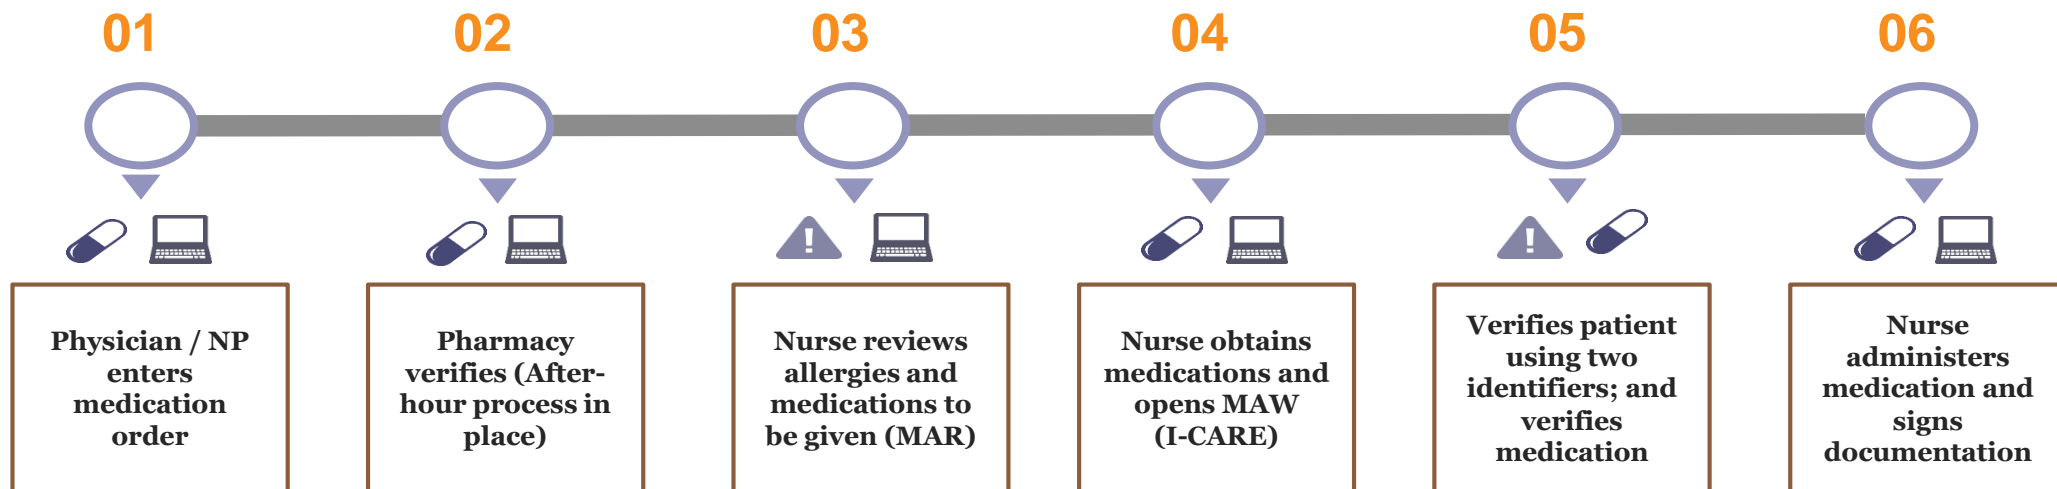 01
02
03
04
05
06
Physician / NP
enters
medication
order
Pharmacy
verifies (After-
hour process in
place)
Nurse reviews
allergies and
medications to
be given (MAR)
Nurse obtains
medications and
opens MAW
(I-CARE)
Verifies patient
using two
identifiers; and
verifies
medication
Nurse
administers
medication and
signs
documentation